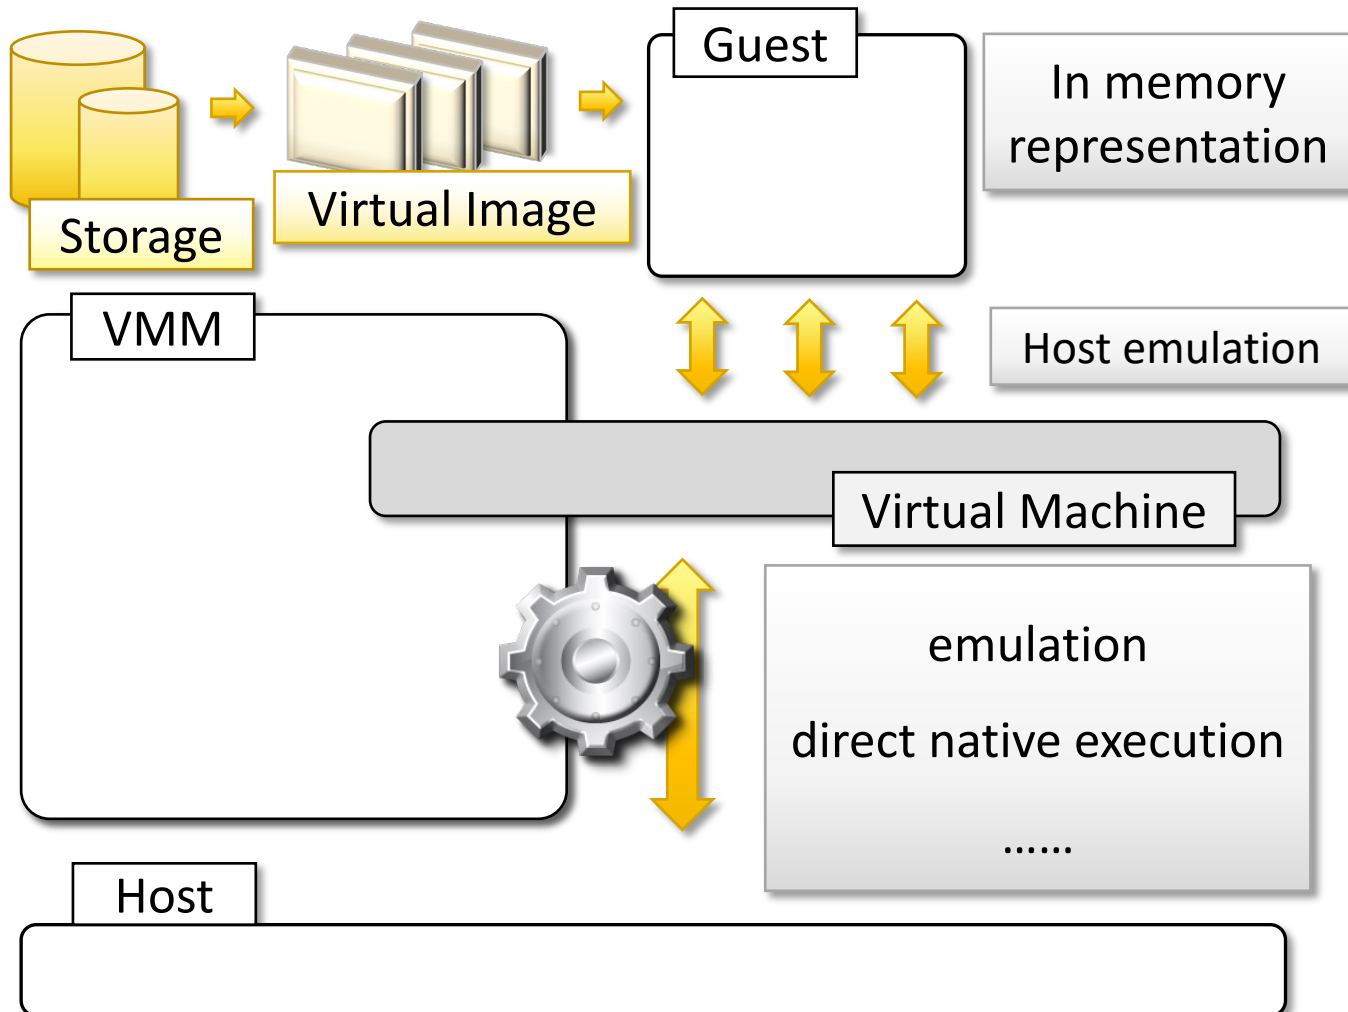 Guest
In memory
representation
Virtual Image
Storage
VMM
Host emulation
Virtual Machine
emulation
direct native execution
......
Host